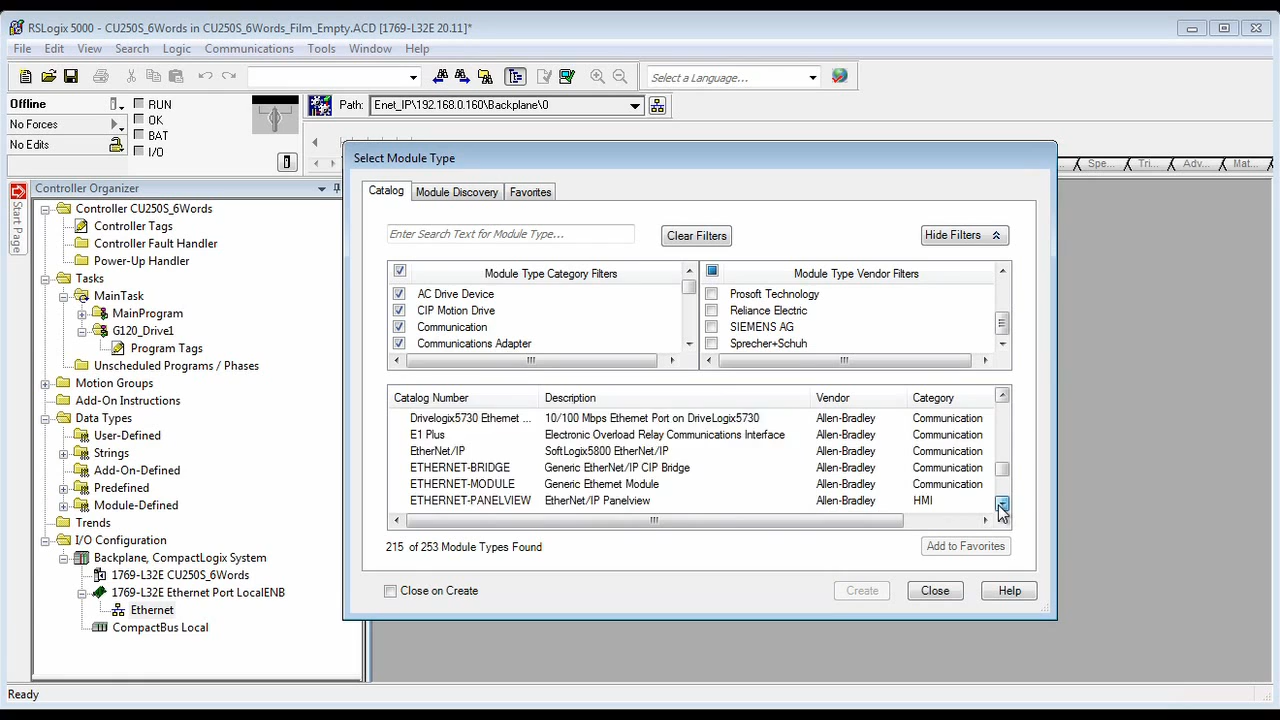 RSLogix 5000 - CU250S_6Words in CU250S_6Words_Film_Empty.ACD [1769-L32E 20.11]*
File Edit View Search Logic Communications Tools Window Help
Select a Language...
Offline RUN
No Forces OK
No Edits BAT
I/O
Path: Enet_IP\192.168.0.160\Backplane\0
Spe... Tri... Adv... Mat...
Start Page
Controller Organizer
Controller CU250S_6Words
Controller Tags
Controller Fault Handler
Power-Up Handler
Tasks
MainTask
MainProgram
G120_Drive1
Program Tags
Unscheduled Programs / Phases
Motion Groups
Add-On Instructions
Data Types
User-Defined
Strings
Add-On-Defined
Predefined
Module-Defined
Trends
I/O Configuration
Backplane, CompactLogix System
1769-L32E CU250S_6Words
1769-L32E Ethernet Port LocalENB
Ethernet
CompactBus Local
Select Module Type
Catalog Module Discovery Favorites
Enter Search Text for Module Type... Clear Filters Hide Filters
Module Type Category Filters
AC Drive Device
CIP Motion Drive
Communication
Communications Adapter
Module Type Vendor Filters
Prosoft Technology
Reliance Electric
SIEMENS AG
Sprecher+Schuh
Catalog Number Description Vendor Category
Drivelogix5730 Ethernet ... 10/100 Mbps Ethernet Port on DriveLogix5730 Allen-Bradley Communication
E1 Plus Electronic Overload Relay Communications Interface Allen-Bradley Communication
EtherNet/IP SoftLogix5800 EtherNet/IP Allen-Bradley Communication
ETHERNET-BRIDGE Generic EtherNet/IP CIP Bridge Allen-Bradley Communication
ETHERNET-MODULE Generic Ethernet Module Allen-Bradley Communication
ETHERNET-PANELVIEW EtherNet/IP Panelview Allen-Bradley HMI
215 of 253 Module Types Found Add to Favorites
Close on Create Create Close Help
Ready